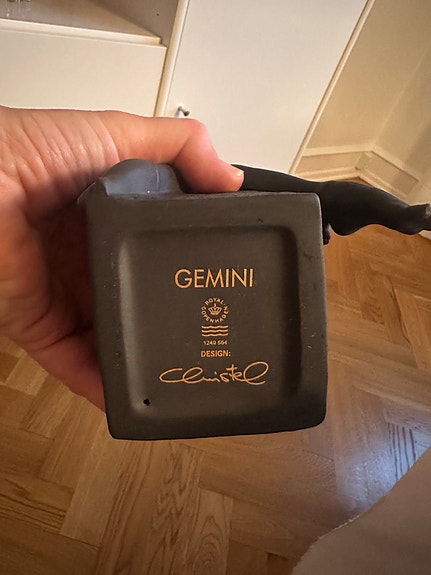 GEMINI
ROYAL COPENHAGEN
1249 564
DESIGN:
Christel